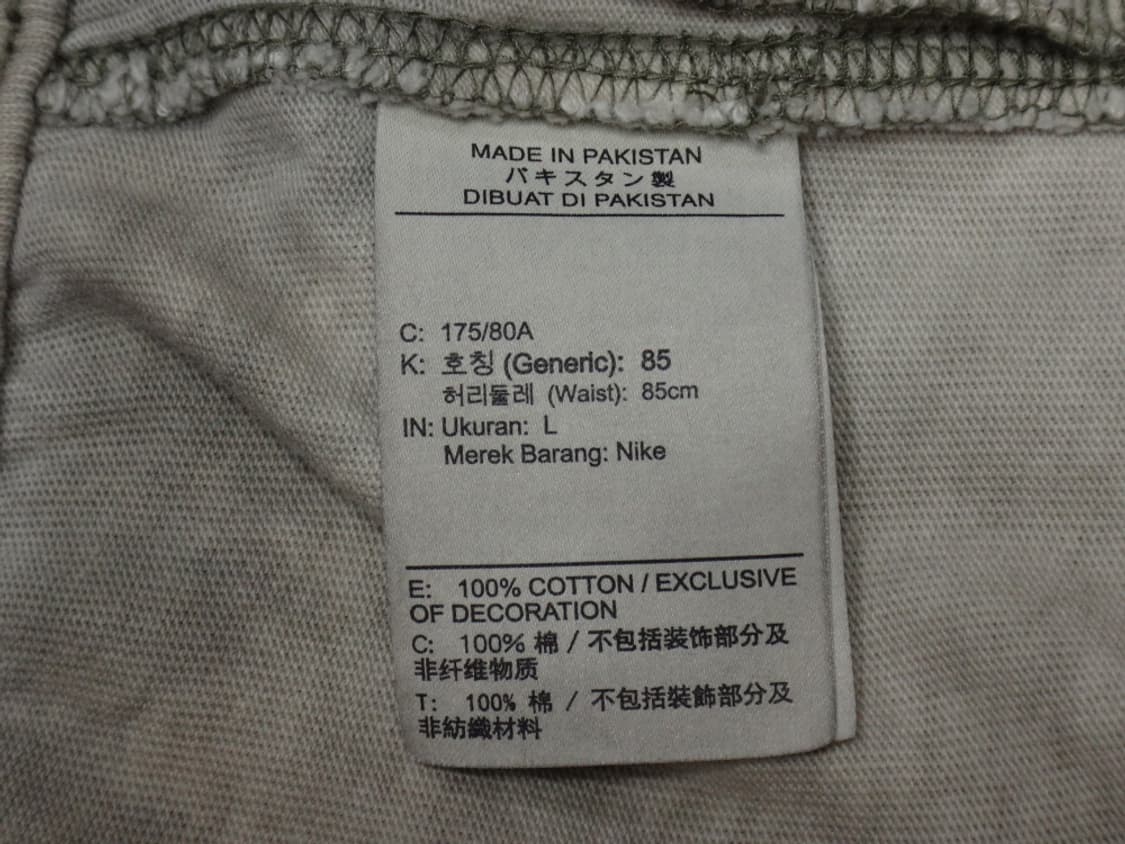 MADE IN PAKISTAN
パキスタン製
DIBUAT DI PAKISTAN
C: 175/80A
K: 호칭 (Generic): 85
허리둘레 (Waist): 85cm
IN: Ukuran: L
Merek Barang: Nike
E: 100% COTTON / EXCLUSIVE
OF DECORATION
C: 100% 棉 / 不包括装饰部分及
非纤维物质
T: 100% 棉 / 不包括裝飾部分及
非紡織材料